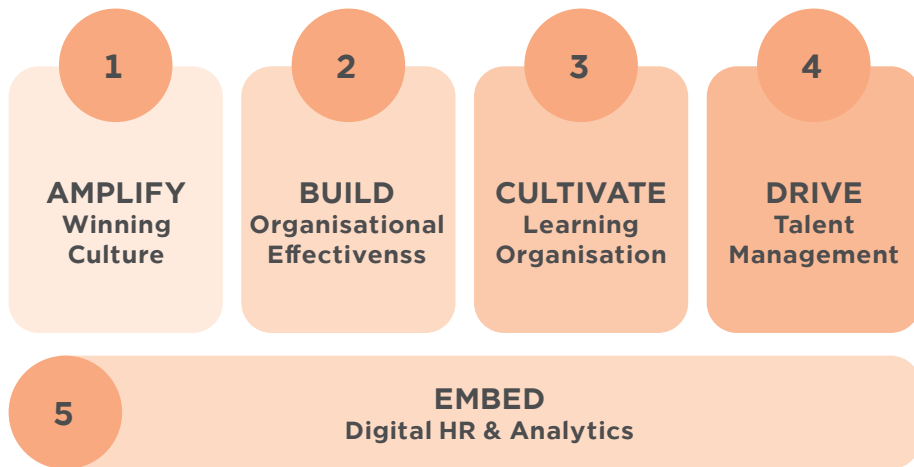 1
AMPLIFY
Winning
Culture
2
BUILD
Organisational
Effectivenss
3
CULTIVATE
Learning
Organisation
4
DRIVE
Talent
Management
5
EMBED
Digital HR & Analytics